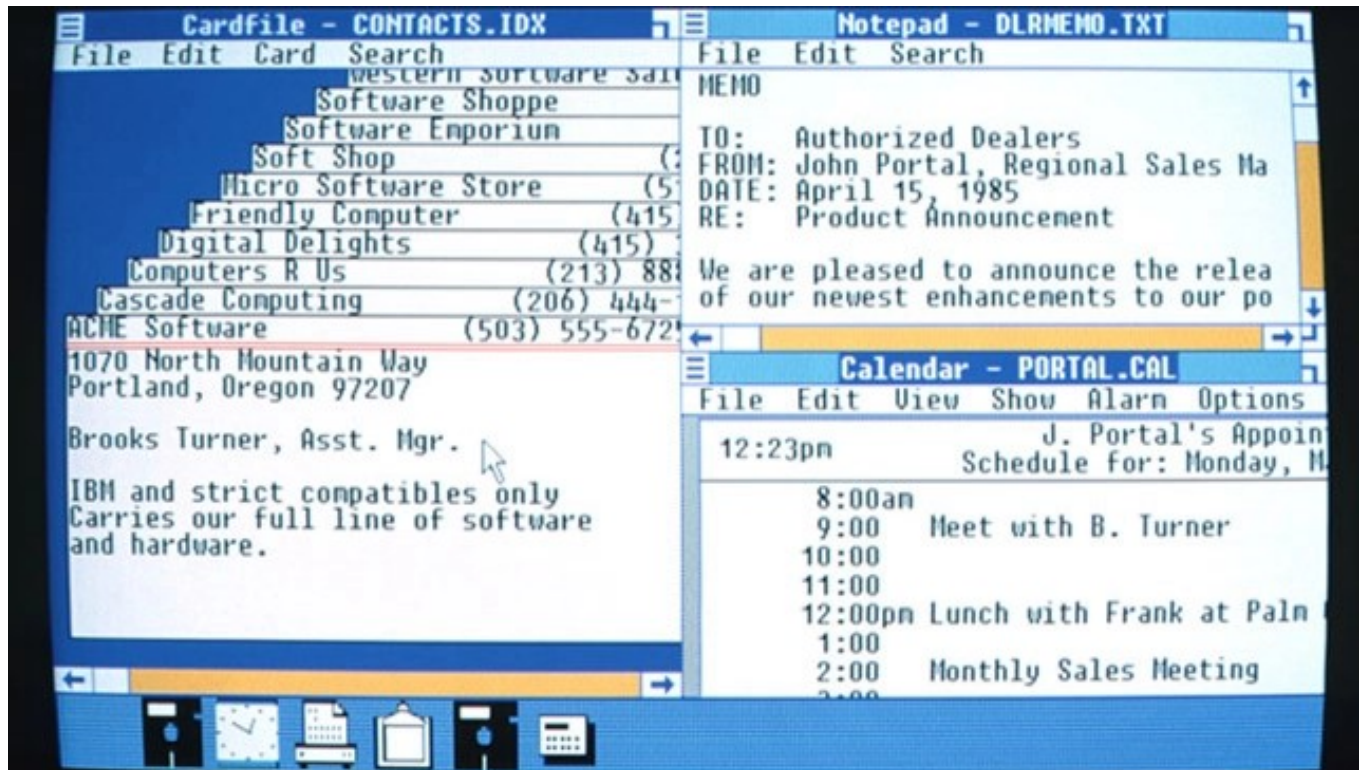 Cardfile - CONTACTS.IDX
File Edit Card Search
Western Software
Software Shoppe
Software Emporium
Soft Shop
Micro Software Store
Friendly Computer (415
Digital Delights (415)
Computers R Us (213) 888
Cascade Computing (206) 444-
ACME Software (503) 555-672
1070 North Mountain Way
Portland, Oregon 97207
Brooks Turner, Asst. Mgr.
IBM and strict compatibles only
Carries our full line of software
and hardware.
Notepad - DLRMEMO.TXT
File Edit Search
MEMO
TO: Authorized Dealers
FROM: John Portal, Regional Sales Ma
DATE: April 15, 1985
RE: Product Announcement
We are pleased to announce the relea
of our newest enhancements to our po
Calendar - PORTAL.CAL
File Edit View Show Alarm Options
12:23pm
J. Portal's Appoin
Schedule for: Monday, M
8:00am
9:00 Meet with B. Turner
10:00
11:00
12:00pm Lunch with Frank at Palm
1:00
2:00 Monthly Sales Meeting